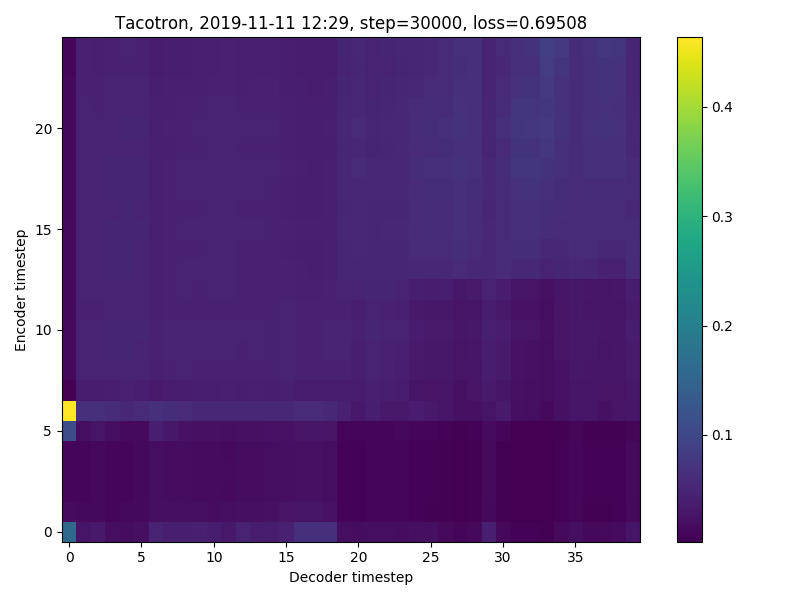 Tacotron, 2019-11-11 12:29, step=30000, loss=0.69508
Encoder timestep
20
15
10
5
0
0 5 10 15 20 25 30 35
Decoder timestep
0.4
0.3
0.2
0.1